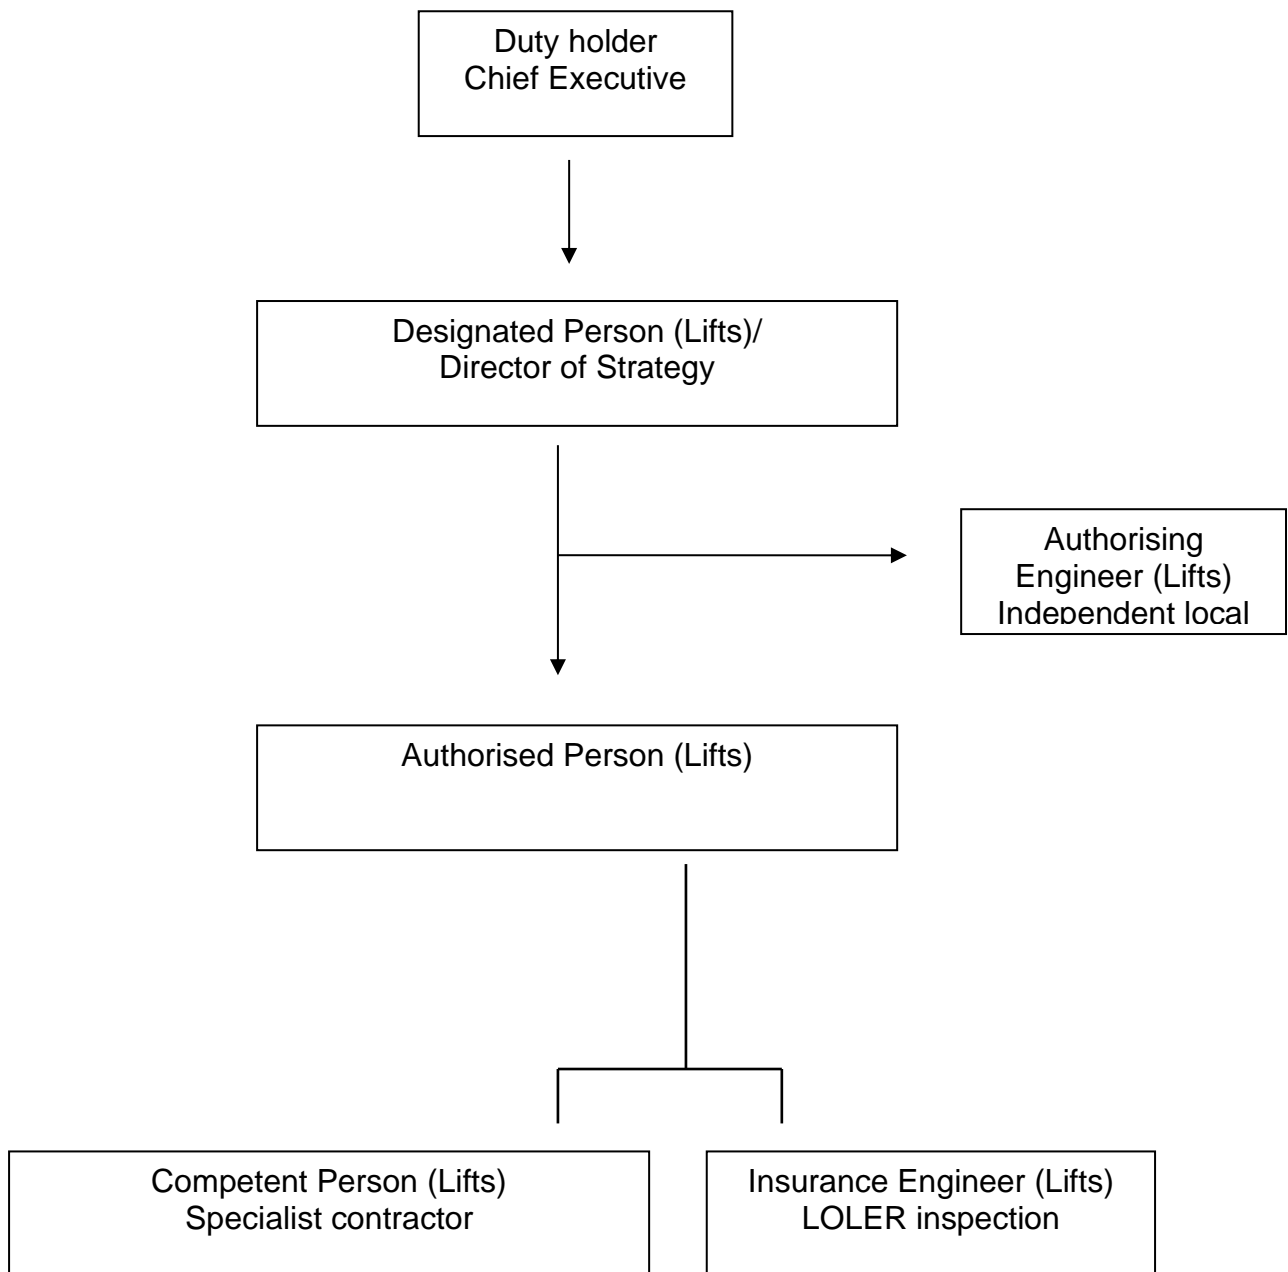 Duty holder
Chief Executive
Designated Person (Lifts)/
Director of Strategy
Authorising
Engineer (Lifts)
Independent local
Authorised Person (Lifts)
Competent Person (Lifts)
Specialist contractor
Insurance Engineer (Lifts)
LOLER inspection